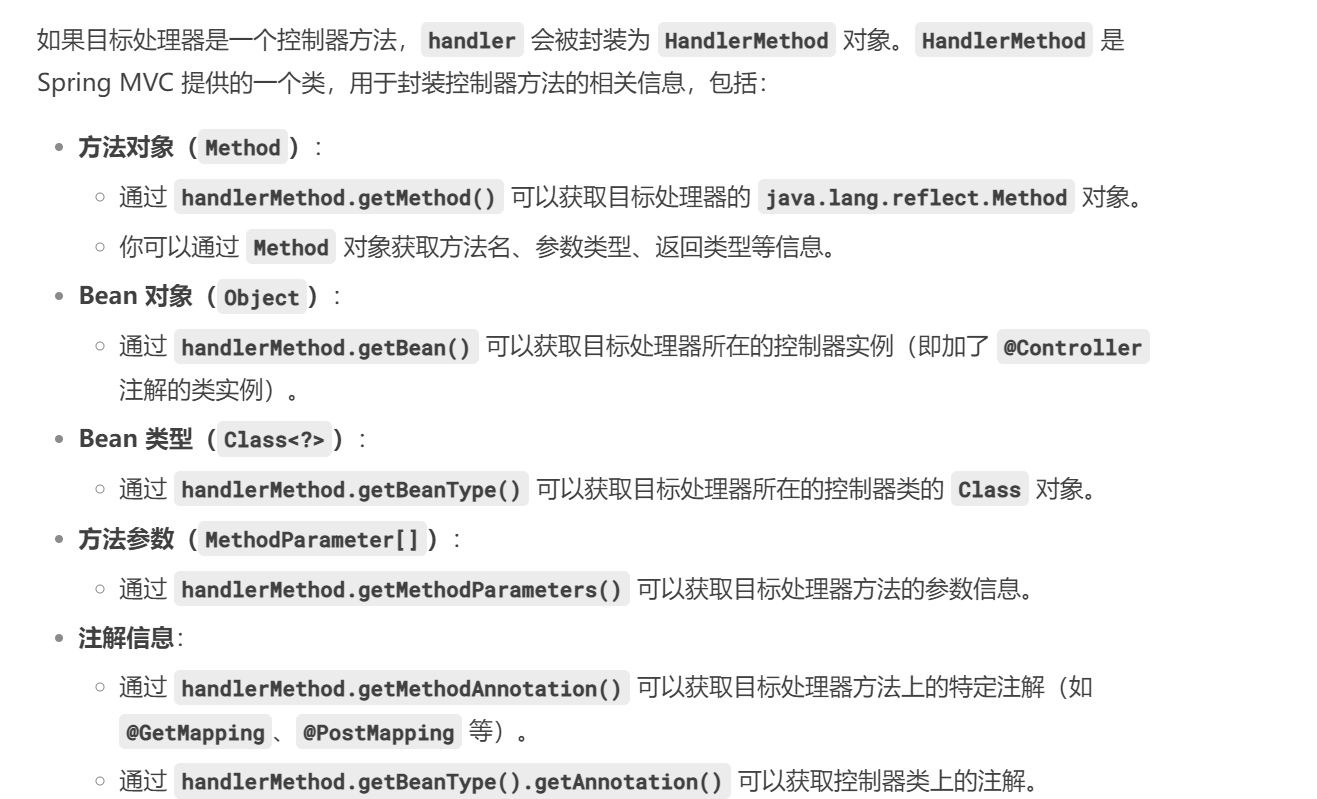 如果目标处理器是一个控制器方法，handler 会被封装为 HandlerMethod 对象。HandlerMethod 是
Spring MVC 提供的一个类，用于封装控制器方法的相关信息，包括：
方法对象（Method）：
通过 handlerMethod.getMethod() 可以获取目标处理器的 java.lang.reflect.Method 对象。
你可以通过 Method 对象获取方法名、参数类型、返回类型等信息。
Bean 对象（Object）：
通过 handlerMethod.getBean() 可以获取目标处理器所在的控制器实例（即加了 @Controller
注解的类实例）。
Bean 类型（Class<?>）：
通过 handlerMethod.getBeanType() 可以获取目标处理器所在的控制器类的 Class 对象。
方法参数（MethodParameter[]）：
通过 handlerMethod.getMethodParameters() 可以获取目标处理器方法的参数信息。
注解信息：
通过 handlerMethod.getMethodAnnotation() 可以获取目标处理器方法上的特定注解（如
@GetMapping、@PostMapping 等）。
通过 handlerMethod.getBeanType().getAnnotation() 可以获取控制器类上的注解。